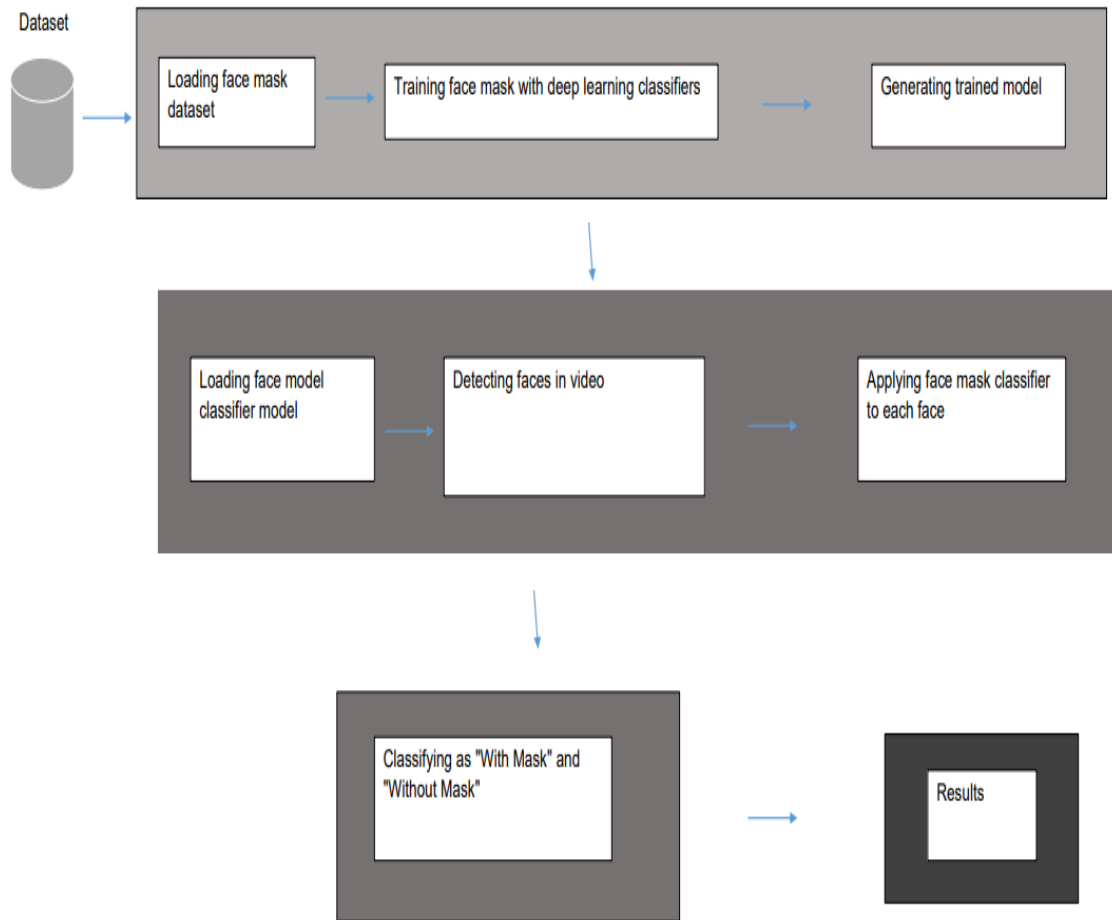 Dataset
Loading face mask
dataset
Training face mask with deep learning classifiers
Generating trained model
Loading face model
classifier model
Detecting faces in video
Applying face mask classifier
to each face
Classifying as "With Mask" and
"Without Mask"
Results